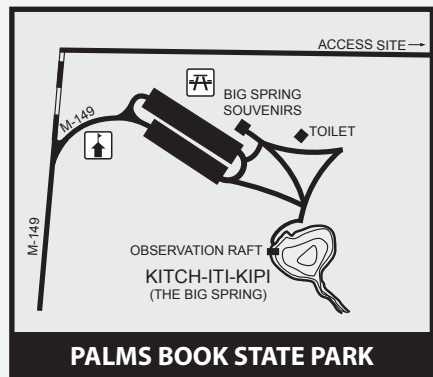 ACCESS SITE
BIG SPRING
SOUVENIRS
M-149
TOILET
M-149
OBSERVATION RAFT
KITCH-ITI-KIPI
(THE BIG SPRING)
PALMS BOOK STATE PARK